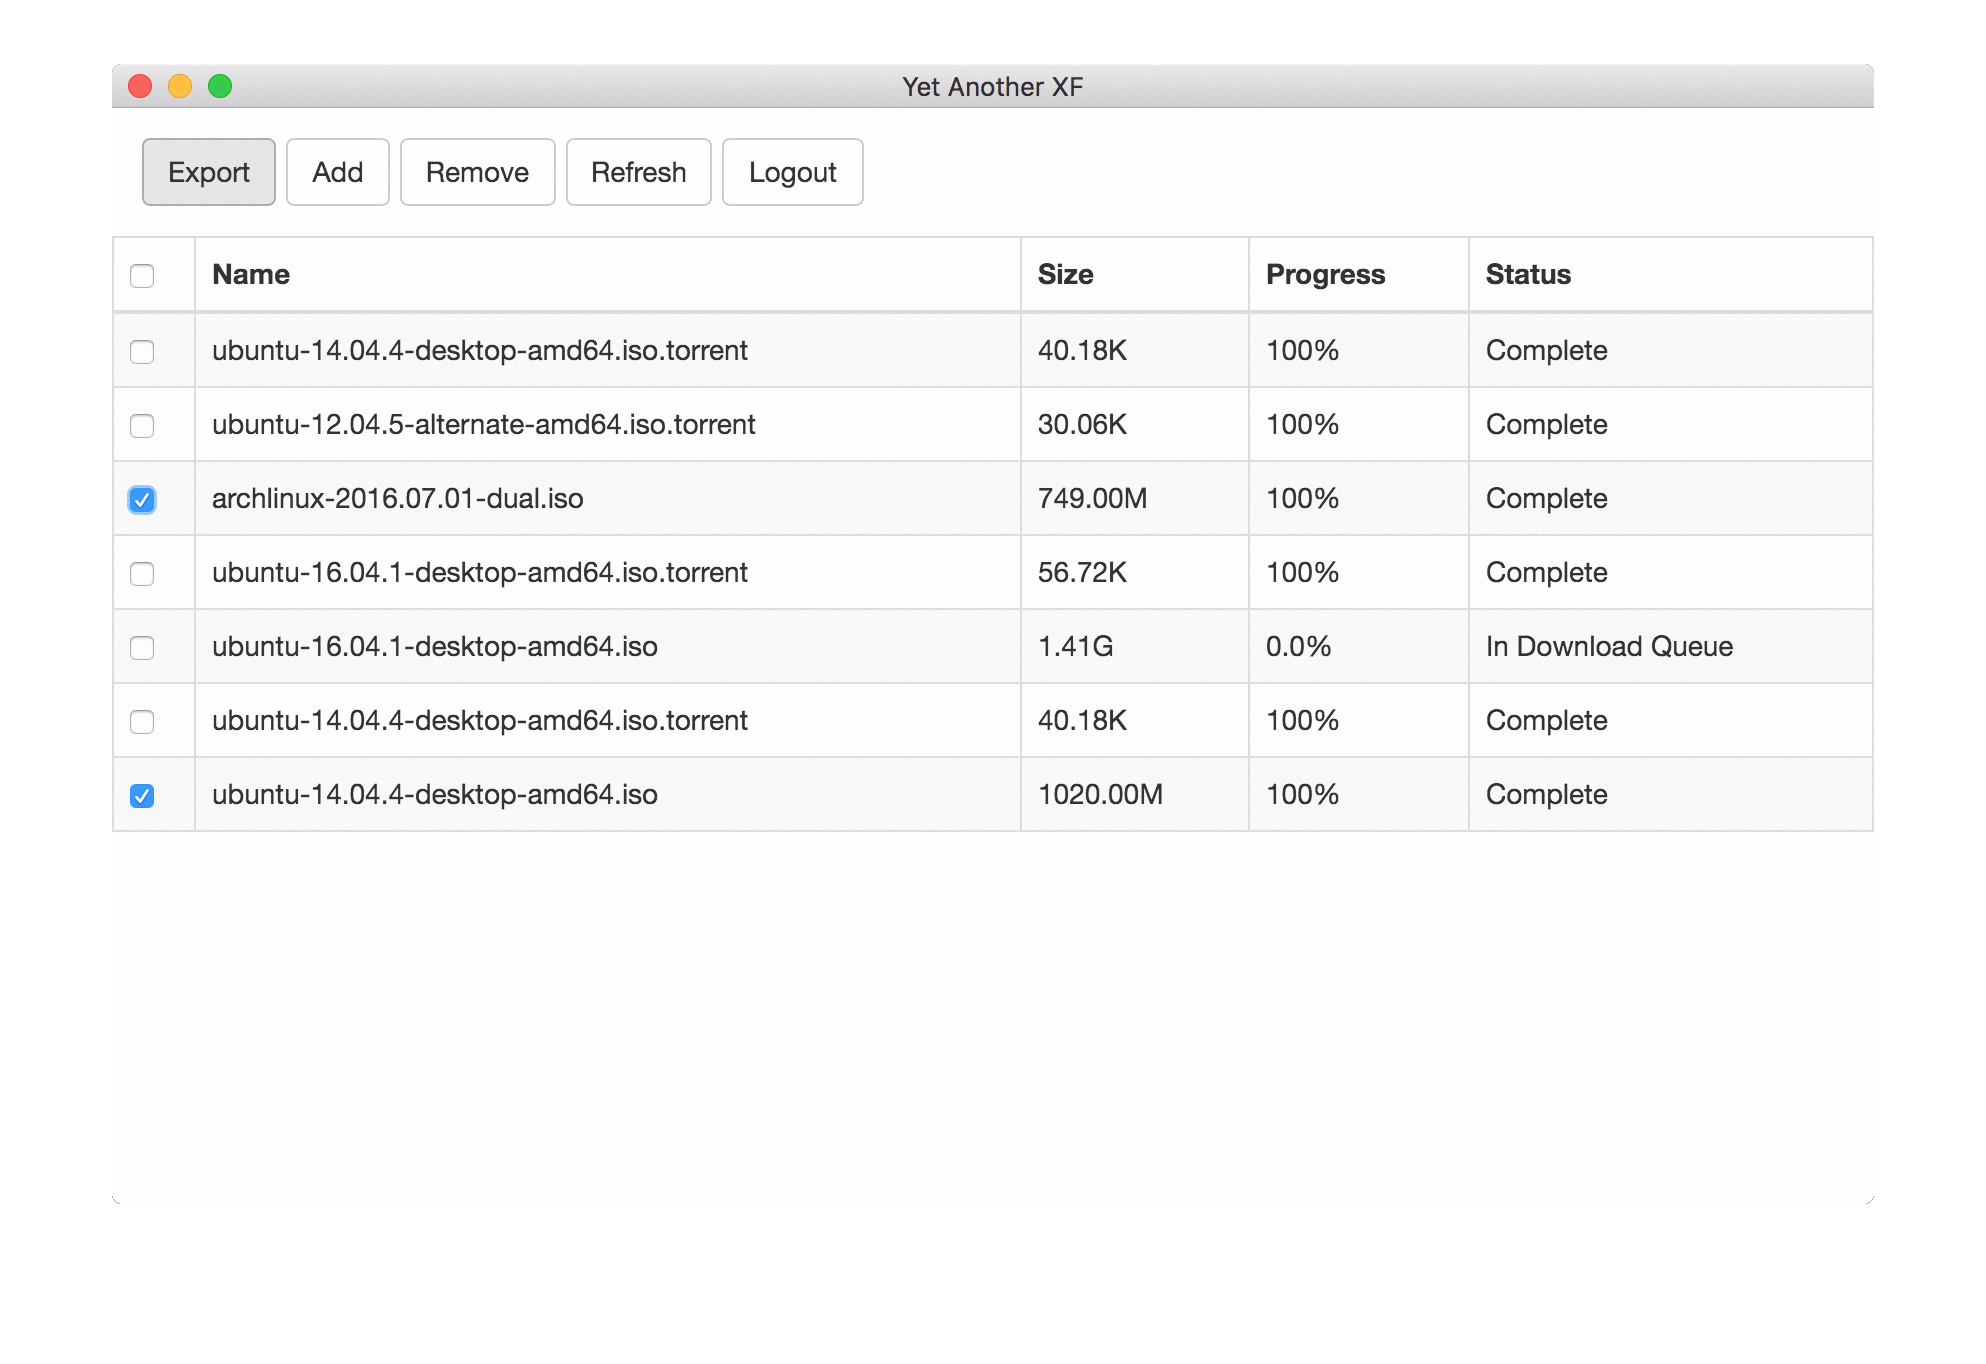 Yet Another XF
Export Add Remove Refresh Logout
Name Size Progress Status
ubuntu-14.04.4-desktop-amd64.iso.torrent 40.18K 100% Complete
ubuntu-12.04.5-alternate-amd64.iso.torrent 30.06K 100% Complete
archlinux-2016.07.01-dual.iso 749.00M 100% Complete
ubuntu-16.04.1-desktop-amd64.iso.torrent 56.72K 100% Complete
ubuntu-16.04.1-desktop-amd64.iso 1.41G 0.0% In Download Queue
ubuntu-14.04.4-desktop-amd64.iso.torrent 40.18K 100% Complete
ubuntu-14.04.4-desktop-amd64.iso 1020.00M 100% Complete